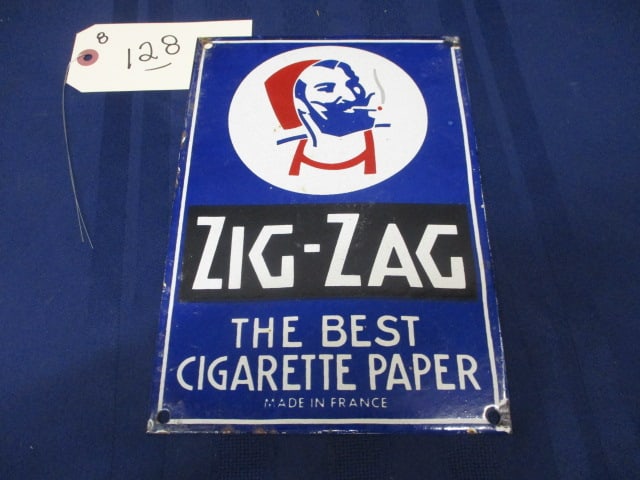 8
128
ZIG-ZAG
THE BEST
CIGARETTE PAPER
MADE IN FRANCE